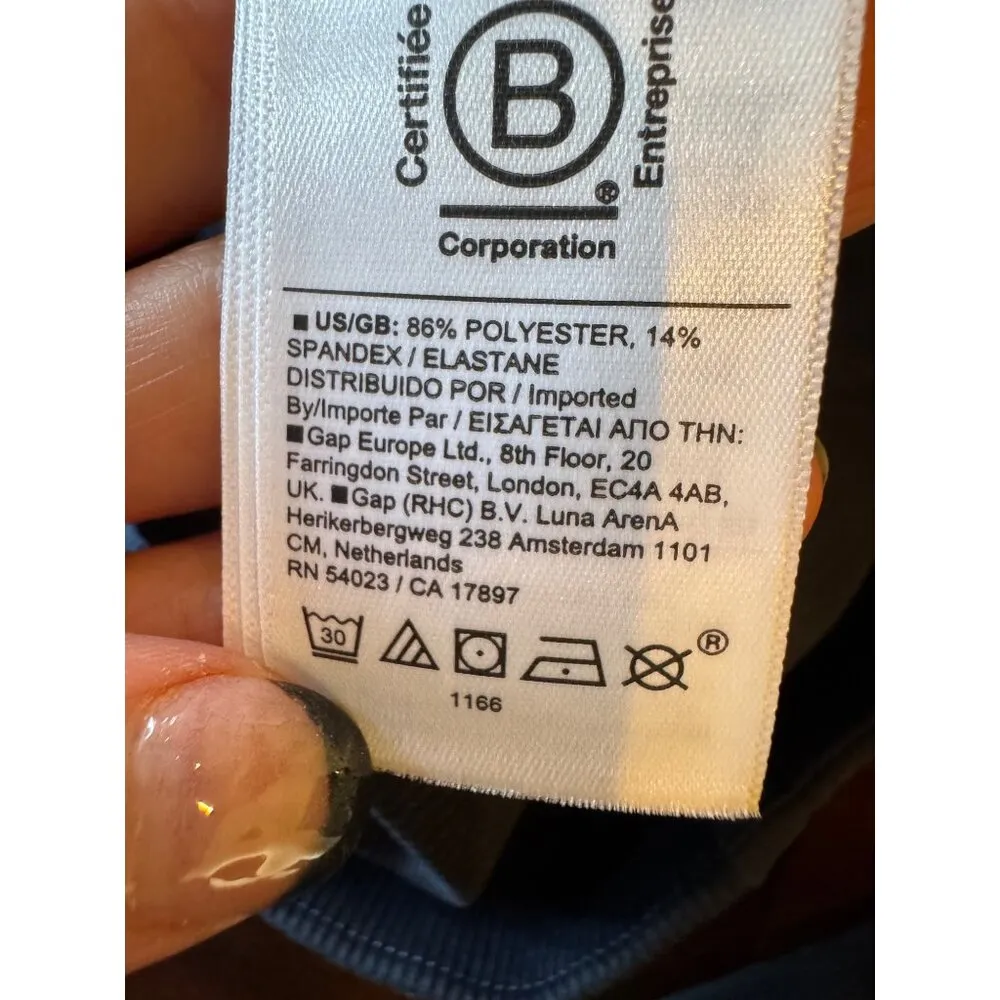 Certifiée
B
Entreprise
®
Corporation
■ US/GB: 86% POLYESTER, 14%
SPANDEX / ELASTANE
DISTRIBUIDO POR / Imported
By/Importe Par / ΕΙΣΑΓΕΤΑΙ ΑΠΟ ΤΗΝ:
■Gap Europe Ltd., 8th Floor, 20
Farringdon Street, London, EC4A 4AB,
UK. ■Gap (RHC) B.V. Luna ArenA
Herikerbergweg 238 Amsterdam 1101
CM, Netherlands
RN 54023 / CA 17897
30
®
1166